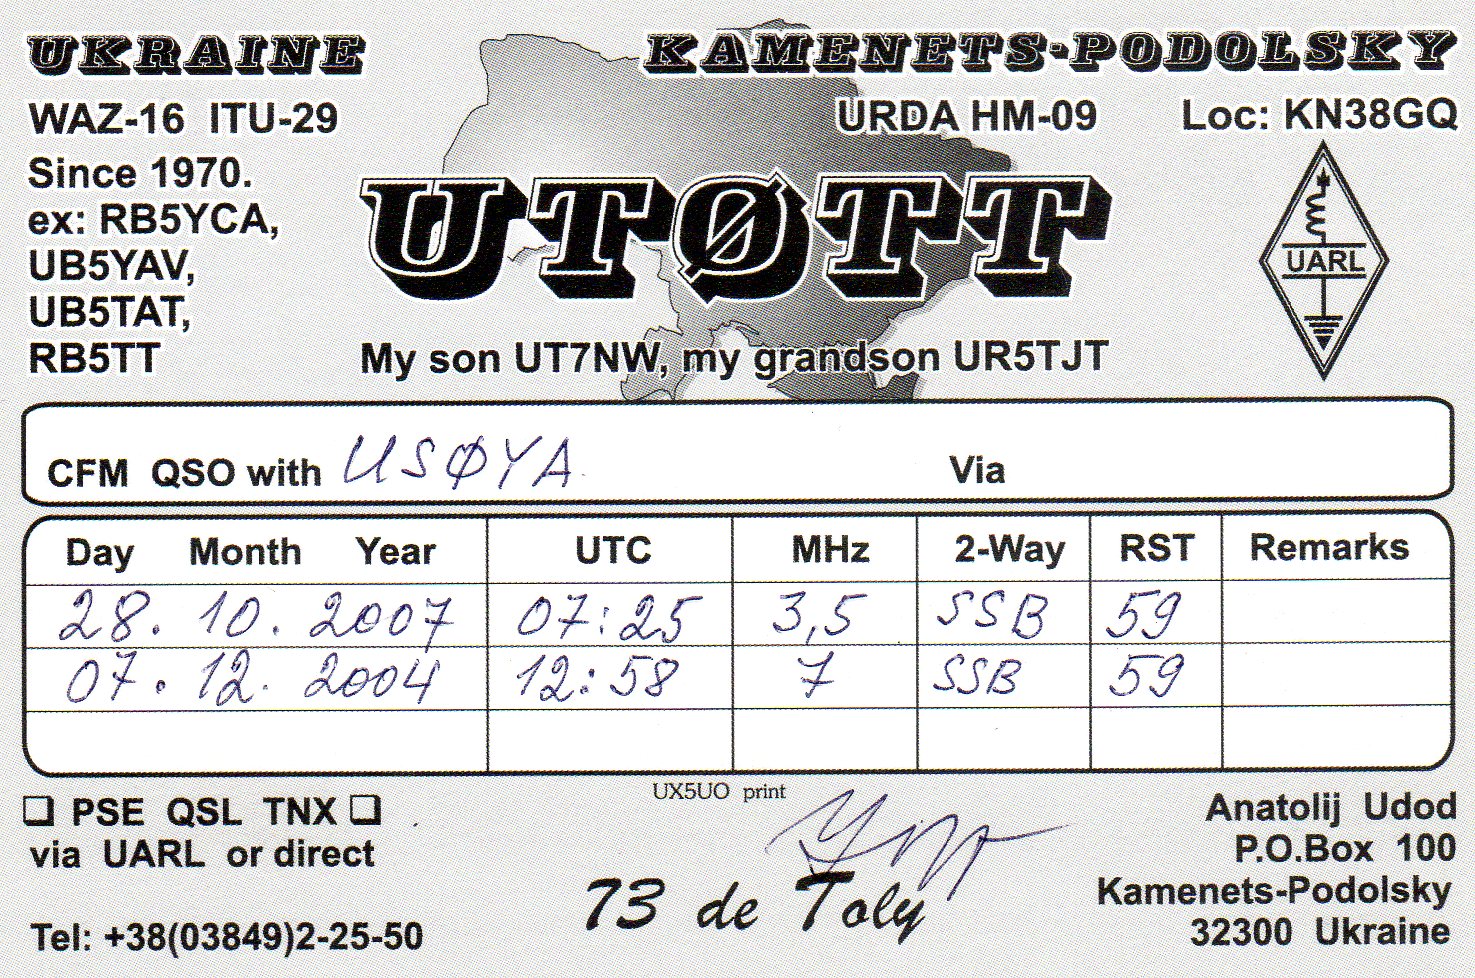 UKRAINE KAMENETS-PODOLSKY
WAZ-16 ITU-29 URDA HM-09 Loc: KN38GQ
Since 1970.
ex: RB5YCA,
UB5YAV,
UB5TAT,
RB5TT
UTØTT
UARL
My son UT7NW, my grandson UR5TJT
CFM QSO with USØYA Via
Day Month Year UTC MHz 2-Way RST Remarks
28. 10. 2007 07:25 3,5 SSB 59
07. 12. 2004 12:58 7 SSB 59
UX5UO print
❑ PSE QSL TNX ❑
via UARL or direct
Tel: +38(03849)2-25-50
73 de Toly
Anatolij Udod
P.O.Box 100
Kamenets-Podolsky
32300 Ukraine